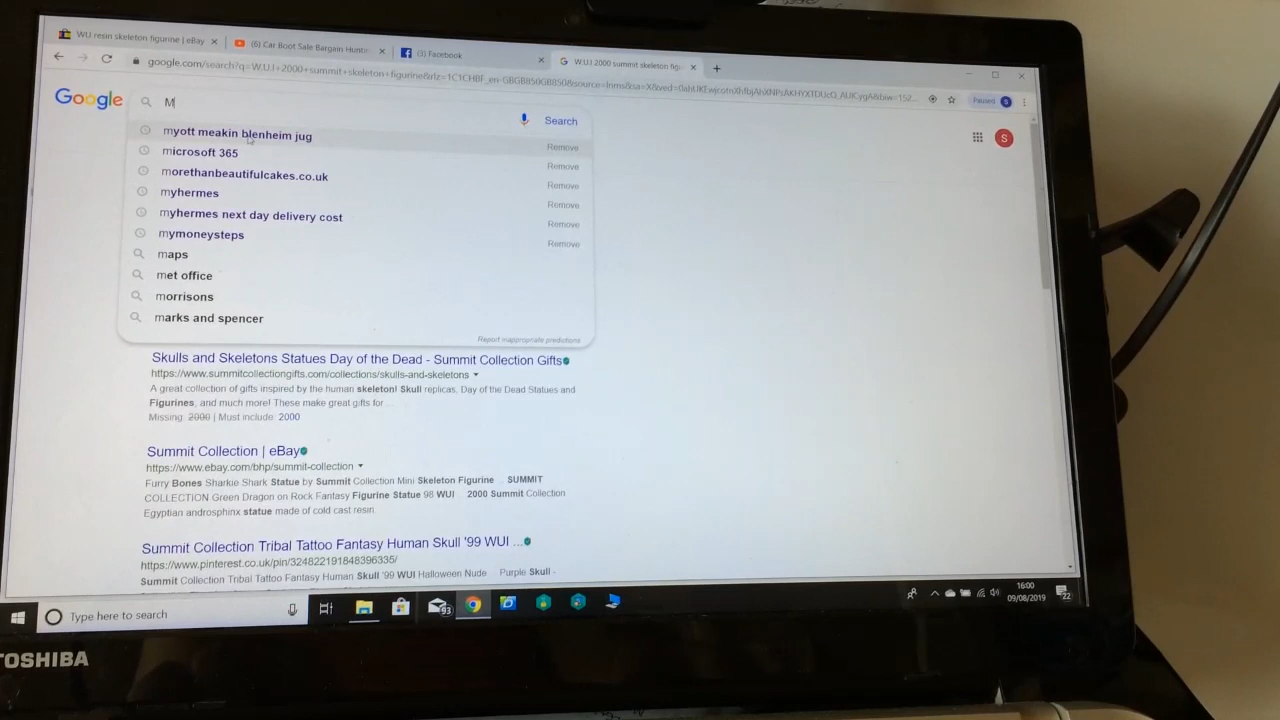 WU resin skeleton figurine | eBay
(6) Car Boot Sale Bargain Hunti
(3) Facebook
W.U.I 2000 summit skeleton fig
Paused
S
Google
M
Search
S
myott meakin blenheim jug
Remove
microsoft 365
Remove
morethanbeautifulcakes.co.uk
Remove
myhermes
Remove
myhermes next day delivery cost
Remove
mymoneysteps
Remove
maps
met office
morrisons
marks and spencer
Report inappropriate predictions
Skulls and Skeletons Statues Day of the Dead - Summit Collection Gifts
https://www.summitcollectiongifts.com/collections/skulls-and-skeletons
A great collection of gifts inspired by the human skeleton! Skull replicas, Day of the Dead Statues and
Figurines, and much more! These make great gifts for ...
Missing: 2000 | Must include: 2000
Summit Collection | eBay
https://www.ebay.com/bhp/summit-collection
Furry Bones Sharkie Shark Statue by Summit Collection Mini Skeleton Figurine SUMMIT
COLLECTION Green Dragon on Rock Fantasy Figurine Statue 98 WUI 2000 Summit Collection
Egyptian androsphinx statue made of cold cast resin.
Summit Collection Tribal Tattoo Fantasy Human Skull '99 WUI ...
https://www.pinterest.co.uk/pin/324822191848396335/
Summit Collection Tribal Tattoo Fantasy Human Skull '99 WUI Halloween Nude Purple Skull -
Type here to search
93
16:00
09/08/2019
22
TOSHIBA